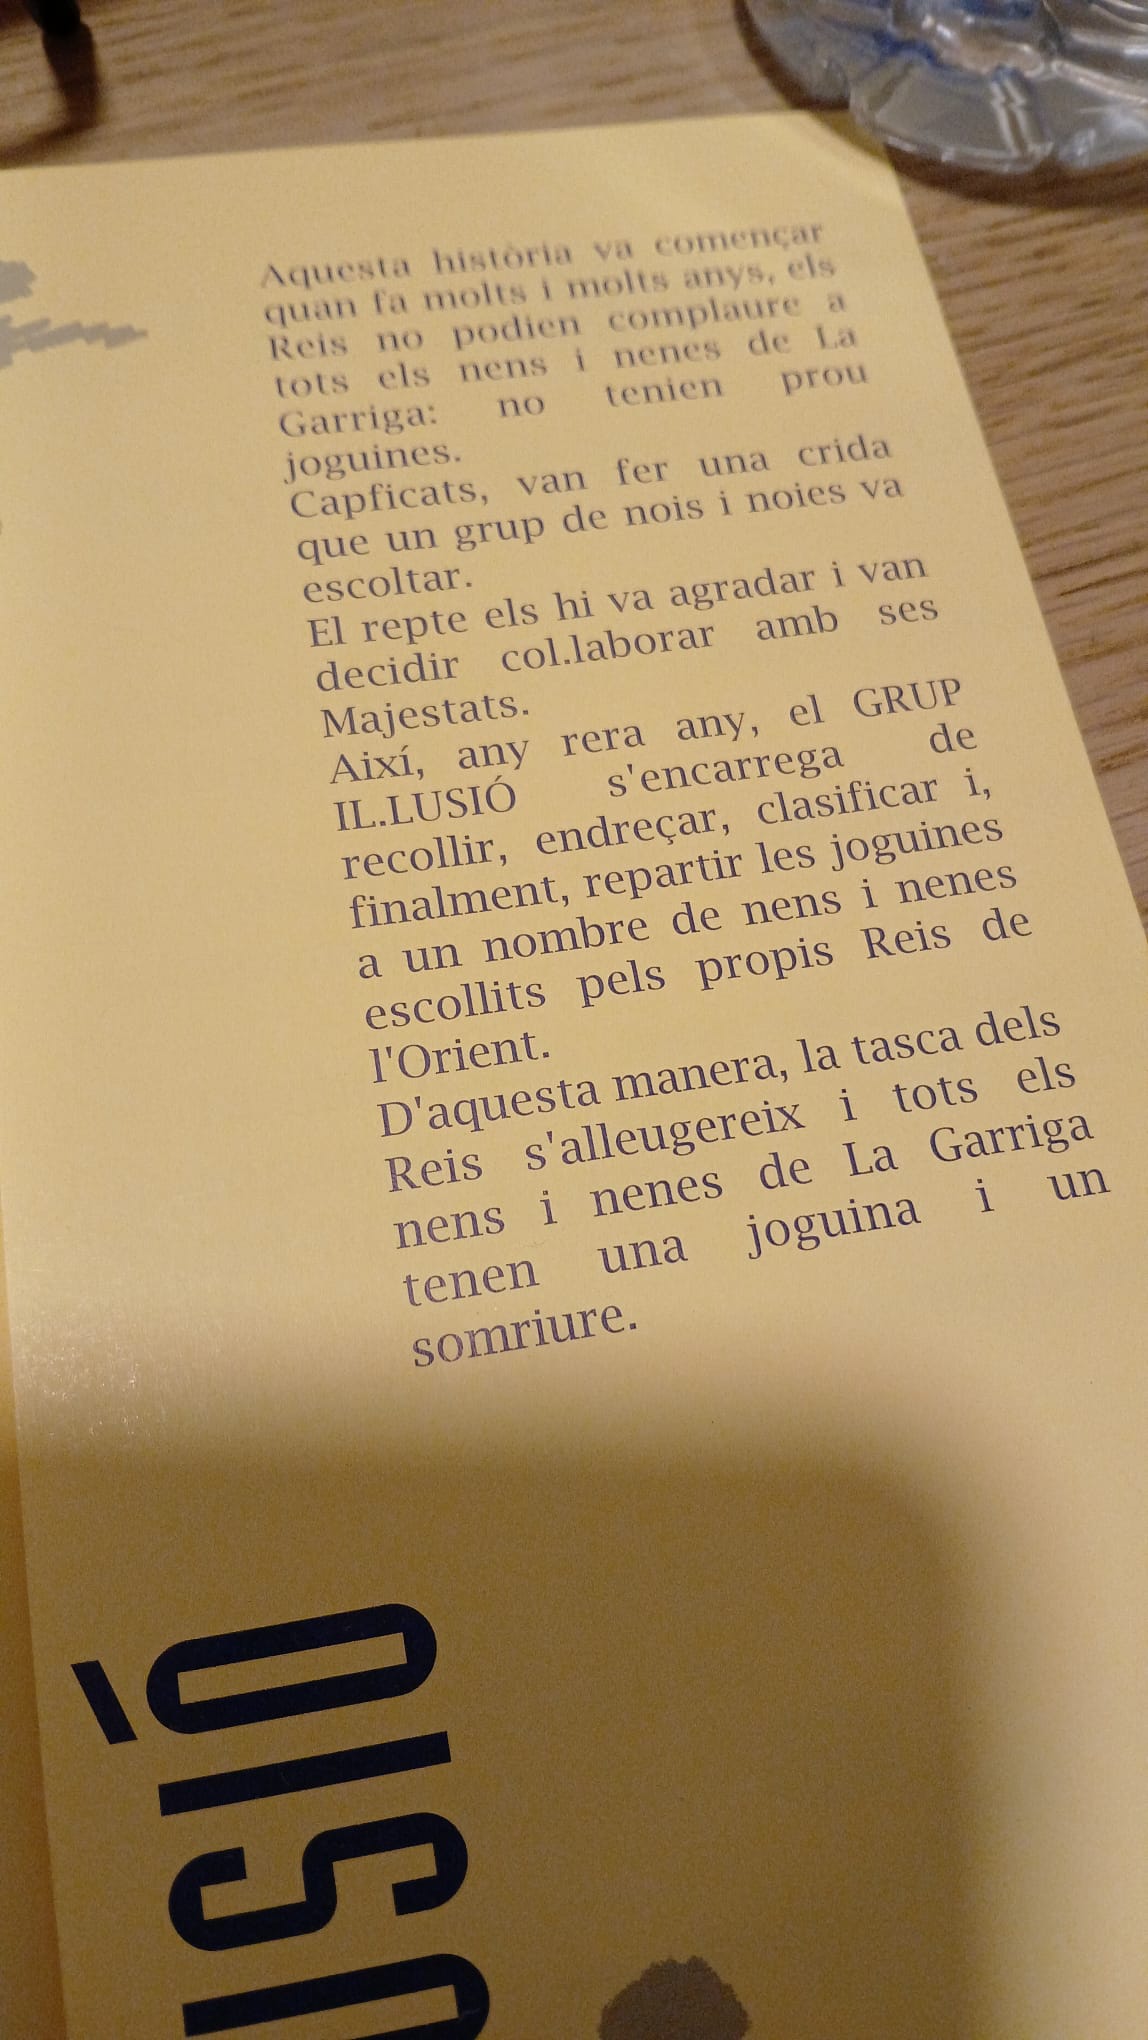 Aquesta història va començar
quan fa molts i molts anys, els
Reis no podien complaure a
tots els nens i nenes de La
Garriga: no tenien prou
joguines.
Capficats, van fer una crida
que un grup de nois i noies va
escoltar.
El repte els hi va agradar i van
decidir col.laborar amb ses
Majestats.
Així, any rera any, el GRUP
IL.LUSIÓ s'encarrega de
recollir, endreçar, clasificar i,
finalment, repartir les joguines
a un nombre de nens i nenes
escollits pels propis Reis de
l'Orient.
D'aquesta manera, la tasca dels
Reis s'alleugereix i tots els
nens i nenes de La Garriga
tenen una joguina i un
somriure.
USIÓ